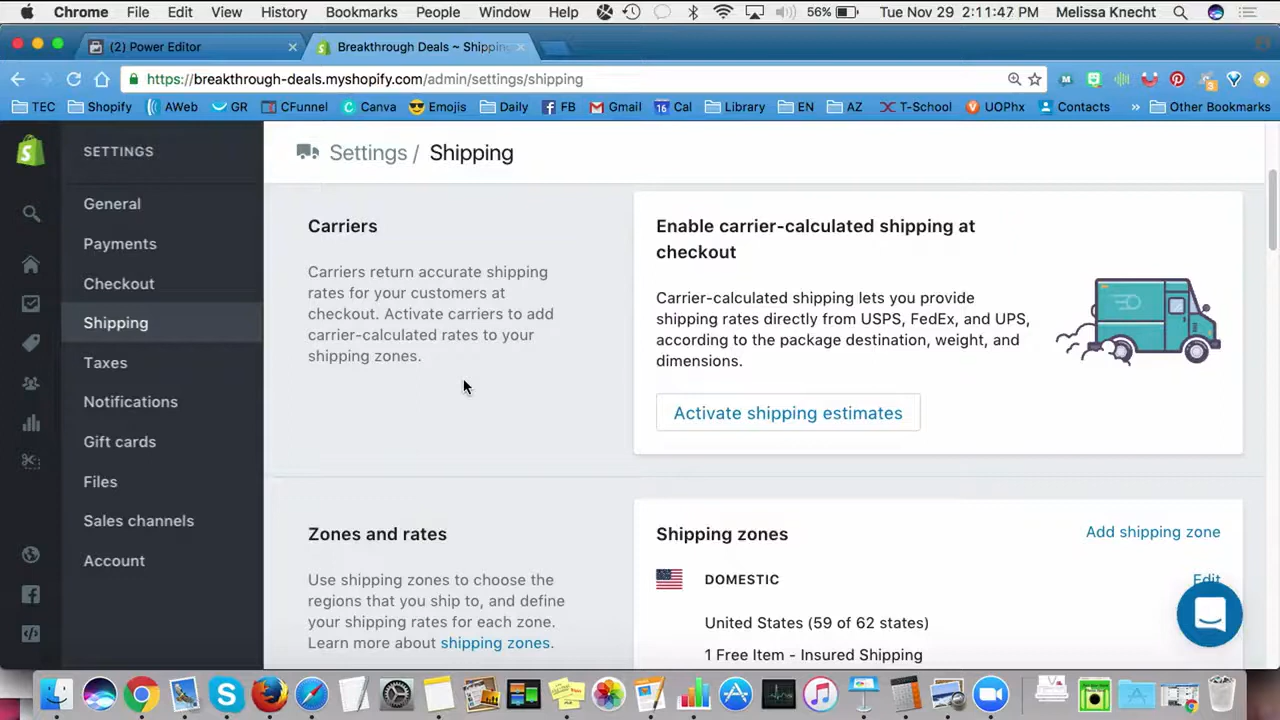 Chrome File Edit View History Bookmarks People Window Help 56% Tue Nov 29 2:11:47 PM Melissa Knecht
(2) Power Editor Breakthrough Deals ~ Shipping
https://breakthrough-deals.myshopify.com/admin/settings/shipping
TEC Shopify AWeb GR CFunnel Canva Emojis Daily FB Gmail 16 Cal Library EN AZ T-School UOPhx Contacts » Other Bookmarks
SETTINGS
General
Payments
Checkout
Shipping
Taxes
Notifications
Gift cards
Files
Sales channels
Account
Settings / Shipping
Carriers
Carriers return accurate shipping
rates for your customers at
checkout. Activate carriers to add
carrier-calculated rates to your
shipping zones.
Enable carrier-calculated shipping at
checkout
Carrier-calculated shipping lets you provide
shipping rates directly from USPS, FedEx, and UPS,
according to the package destination, weight, and
dimensions.
Activate shipping estimates
Zones and rates
Use shipping zones to choose the
regions that you ship to, and define
your shipping rates for each zone.
Learn more about shipping zones.
Shipping zones Add shipping zone
DOMESTIC Edit
United States (59 of 62 states)
1 Free Item - Insured Shipping